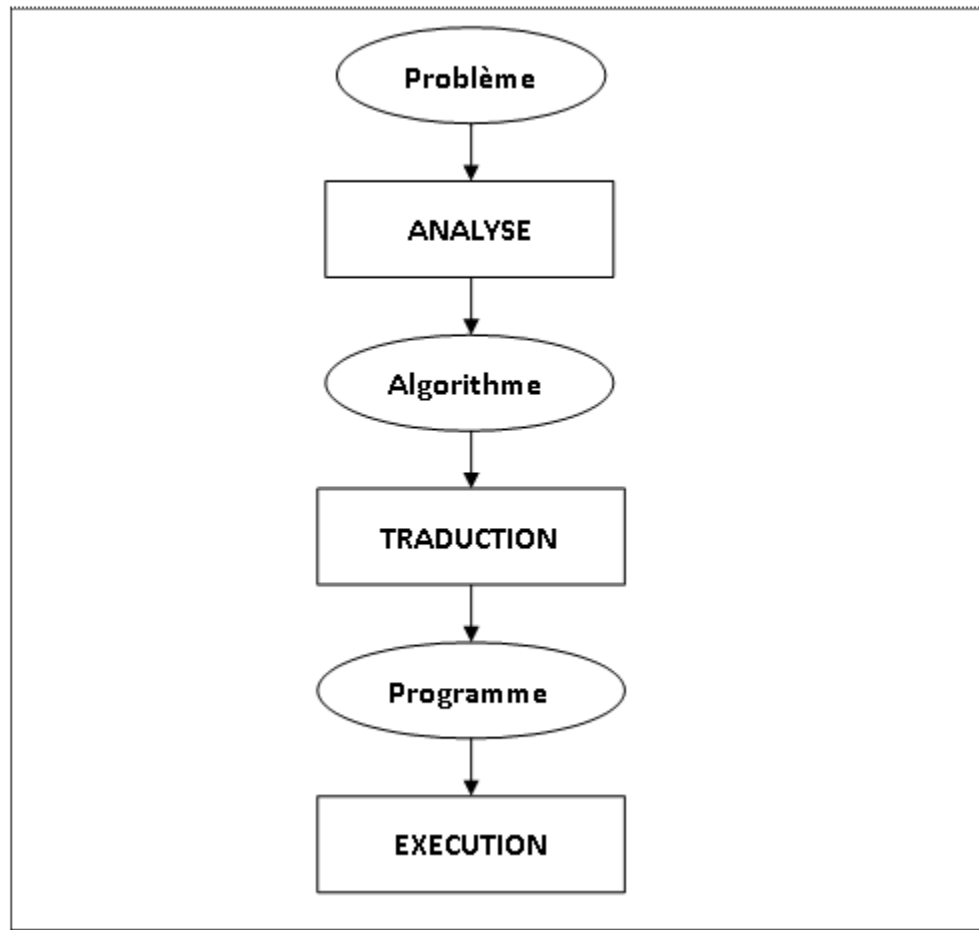 Problème
ANALYSE
Algorithme
TRADUCTION
Programme
EXECUTION